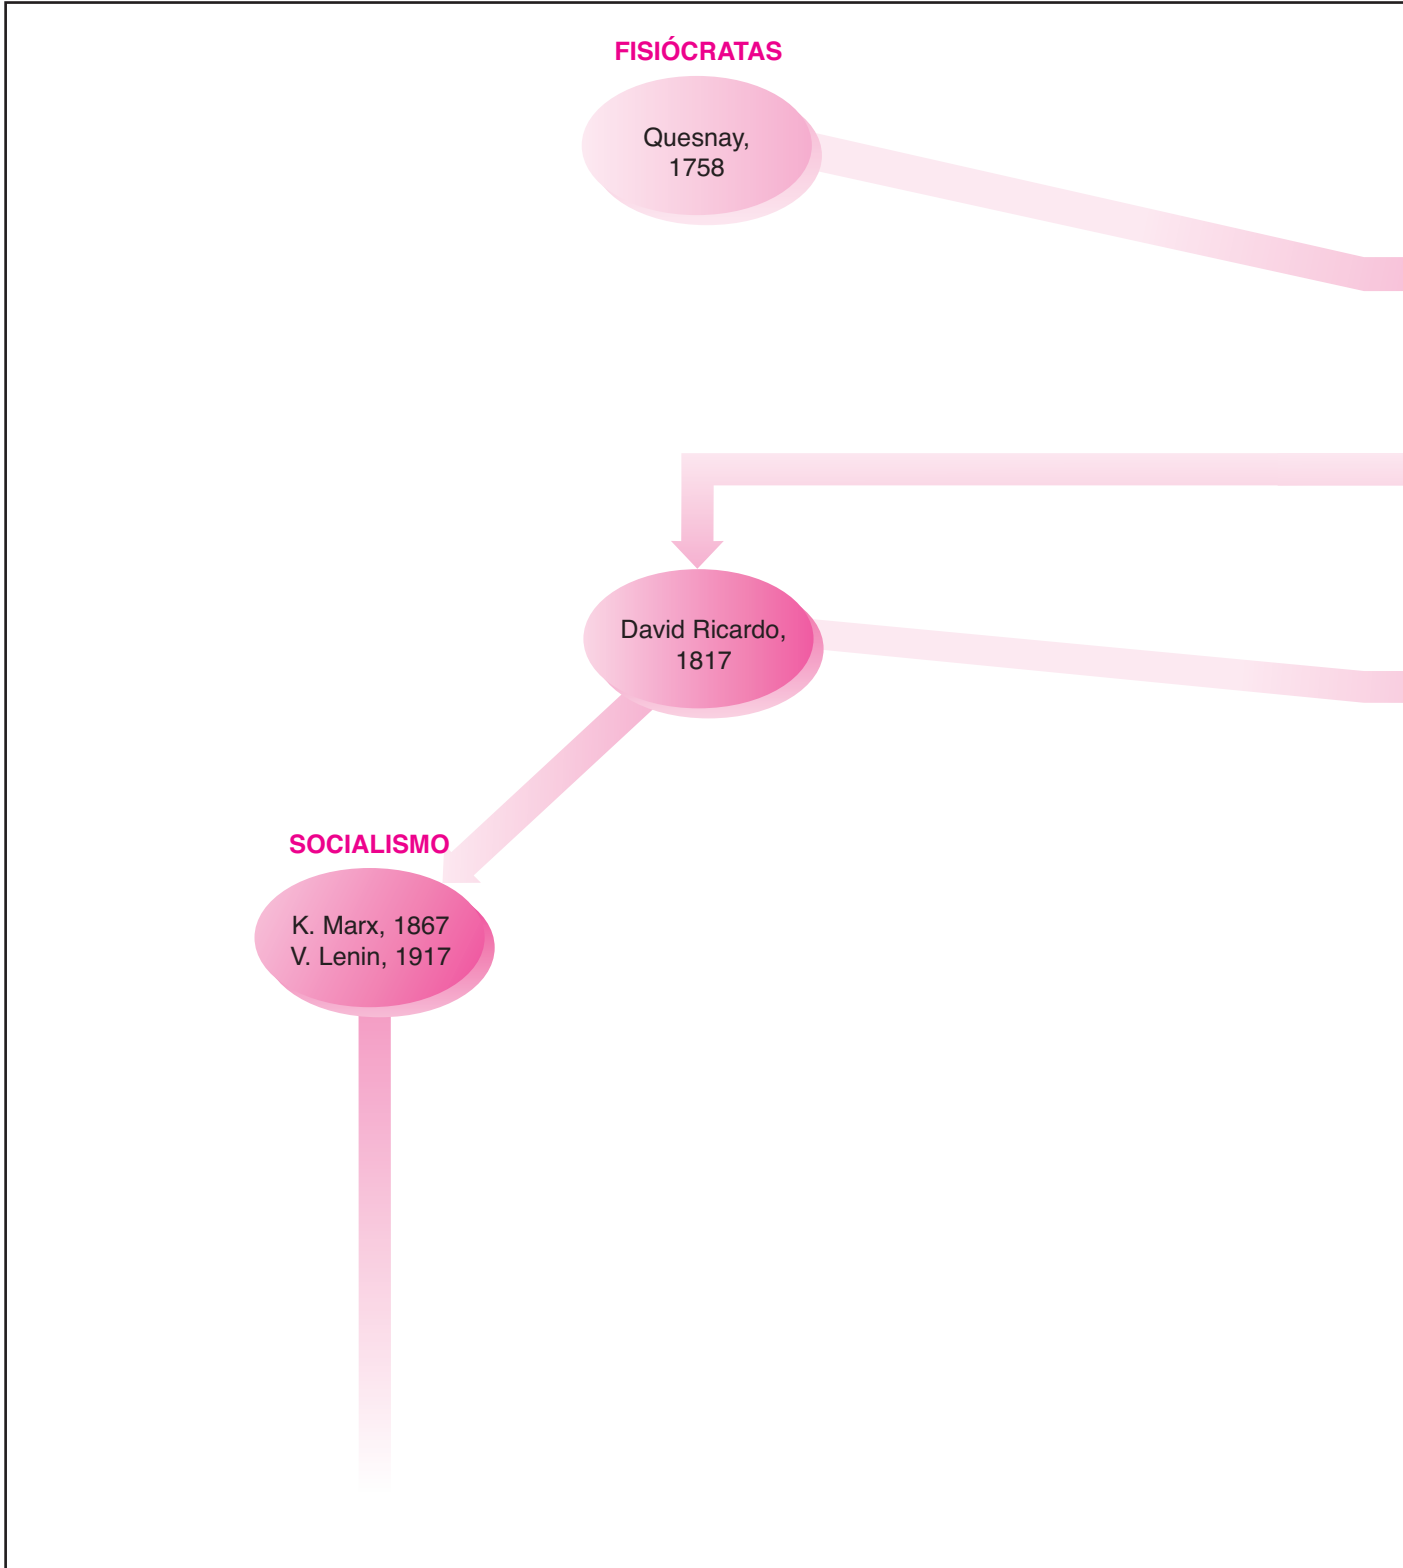 FISIÓCRATAS
Quesnay,
1758
David Ricardo,
1817
SOCIALISMO
K. Marx, 1867
V. Lenin, 1917